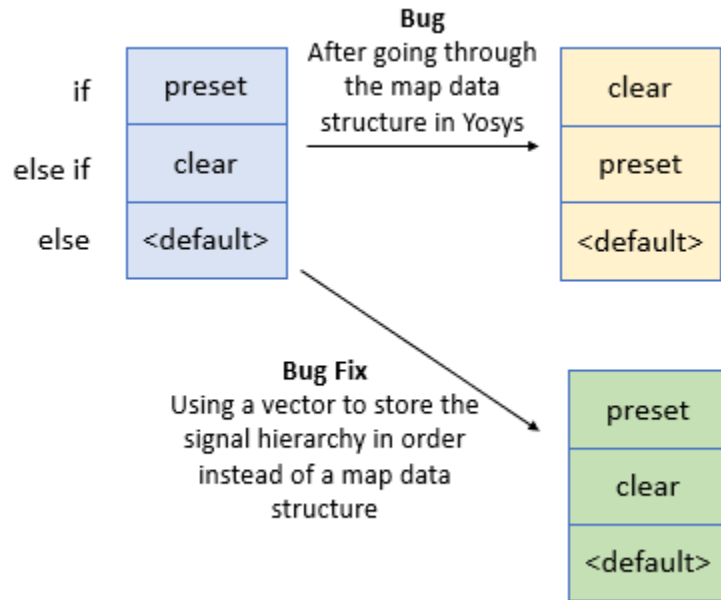 Bug
After going through
the map data
structure in Yosys
if
preset
else if
clear
else
<default>
clear
preset
<default>
Bug Fix
Using a vector to store the
signal hierarchy in order
instead of a map data
structure
preset
clear
<default>